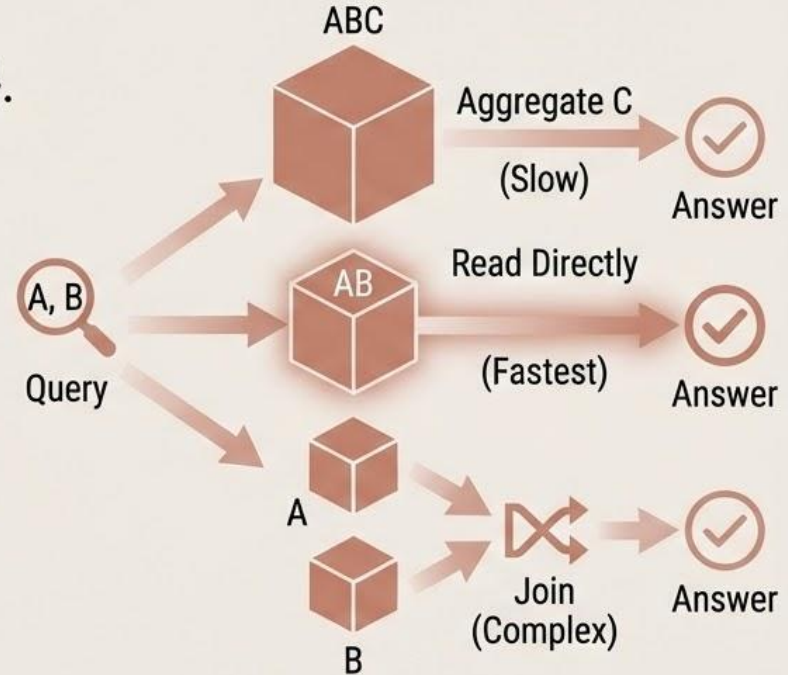 ABC
Aggregate C
(Slow)
Answer
A, B
Query
AB
Read Directly
(Fastest)
Answer
A
B
Join
(Complex)
Answer